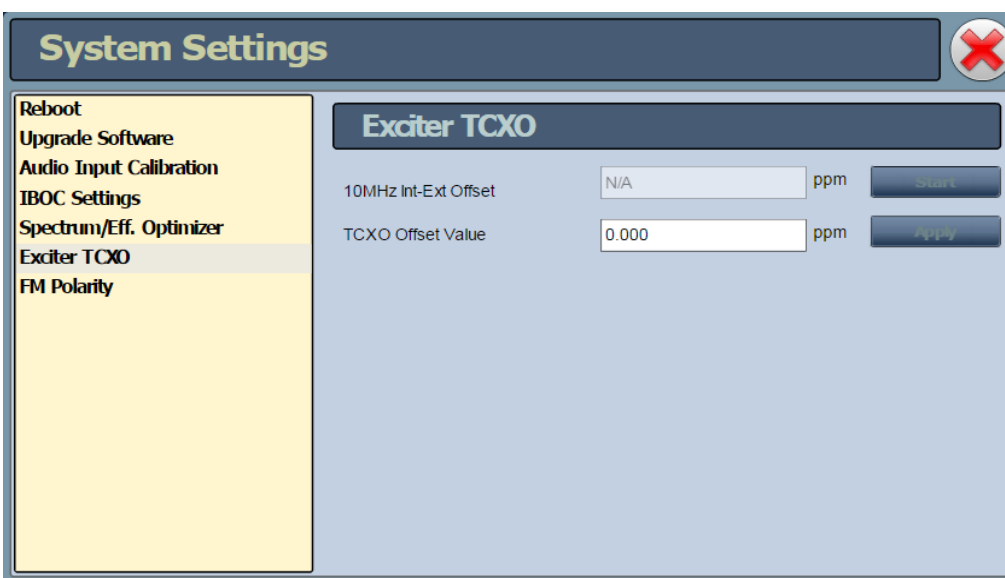 System Settings
Reboot
Upgrade Software
Audio Input Calibration
IBOC Settings
Spectrum/Eff. Optimizer
Exciter TCXO
FM Polarity
Exciter TCXO
10MHz Int-Ext Offset N/A ppm Start
TCXO Offset Value 0.000 ppm Apply